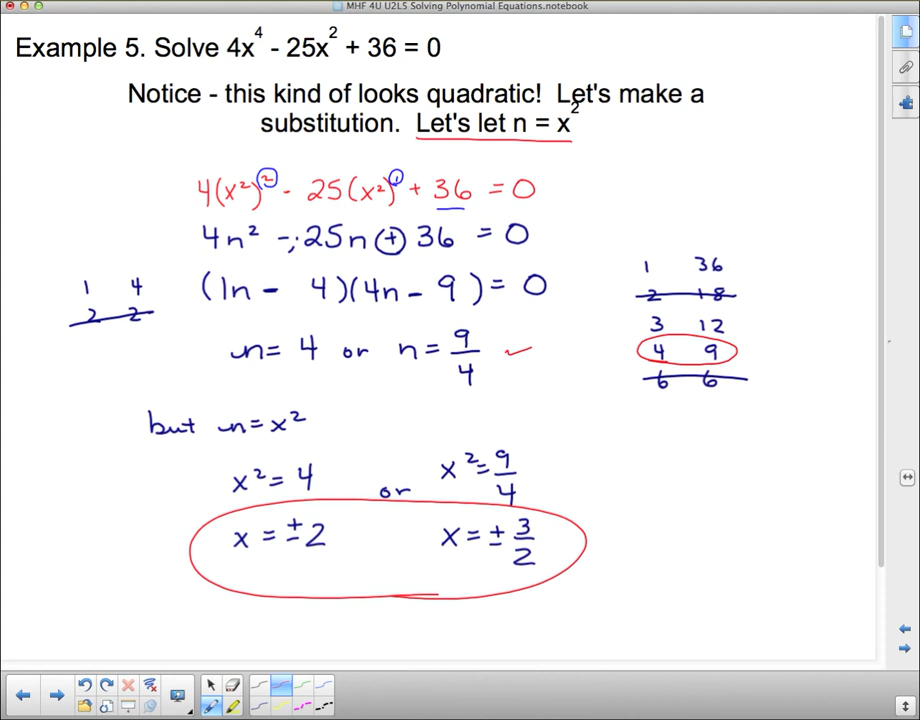 MHF 4U U2L5 Solving Polynomial Equations.notebook
Example 5. Solve 4x⁴ - 25x² + 36 = 0
Notice - this kind of looks quadratic!  Let's make a
substitution.  Let's let n = x²
4(x²)² - 25(x²)¹ + 36 = 0
4n² - 25n + 36 = 0
(1n - 4)(4n - 9) = 0
1 4
2 2
1 36
2 18
3 12
4 9
6 6
n = 4 or n = 9/4 ✓
but n = x²
x² = 4 or x² = 9/4
x = ±2 x = ± 3/2